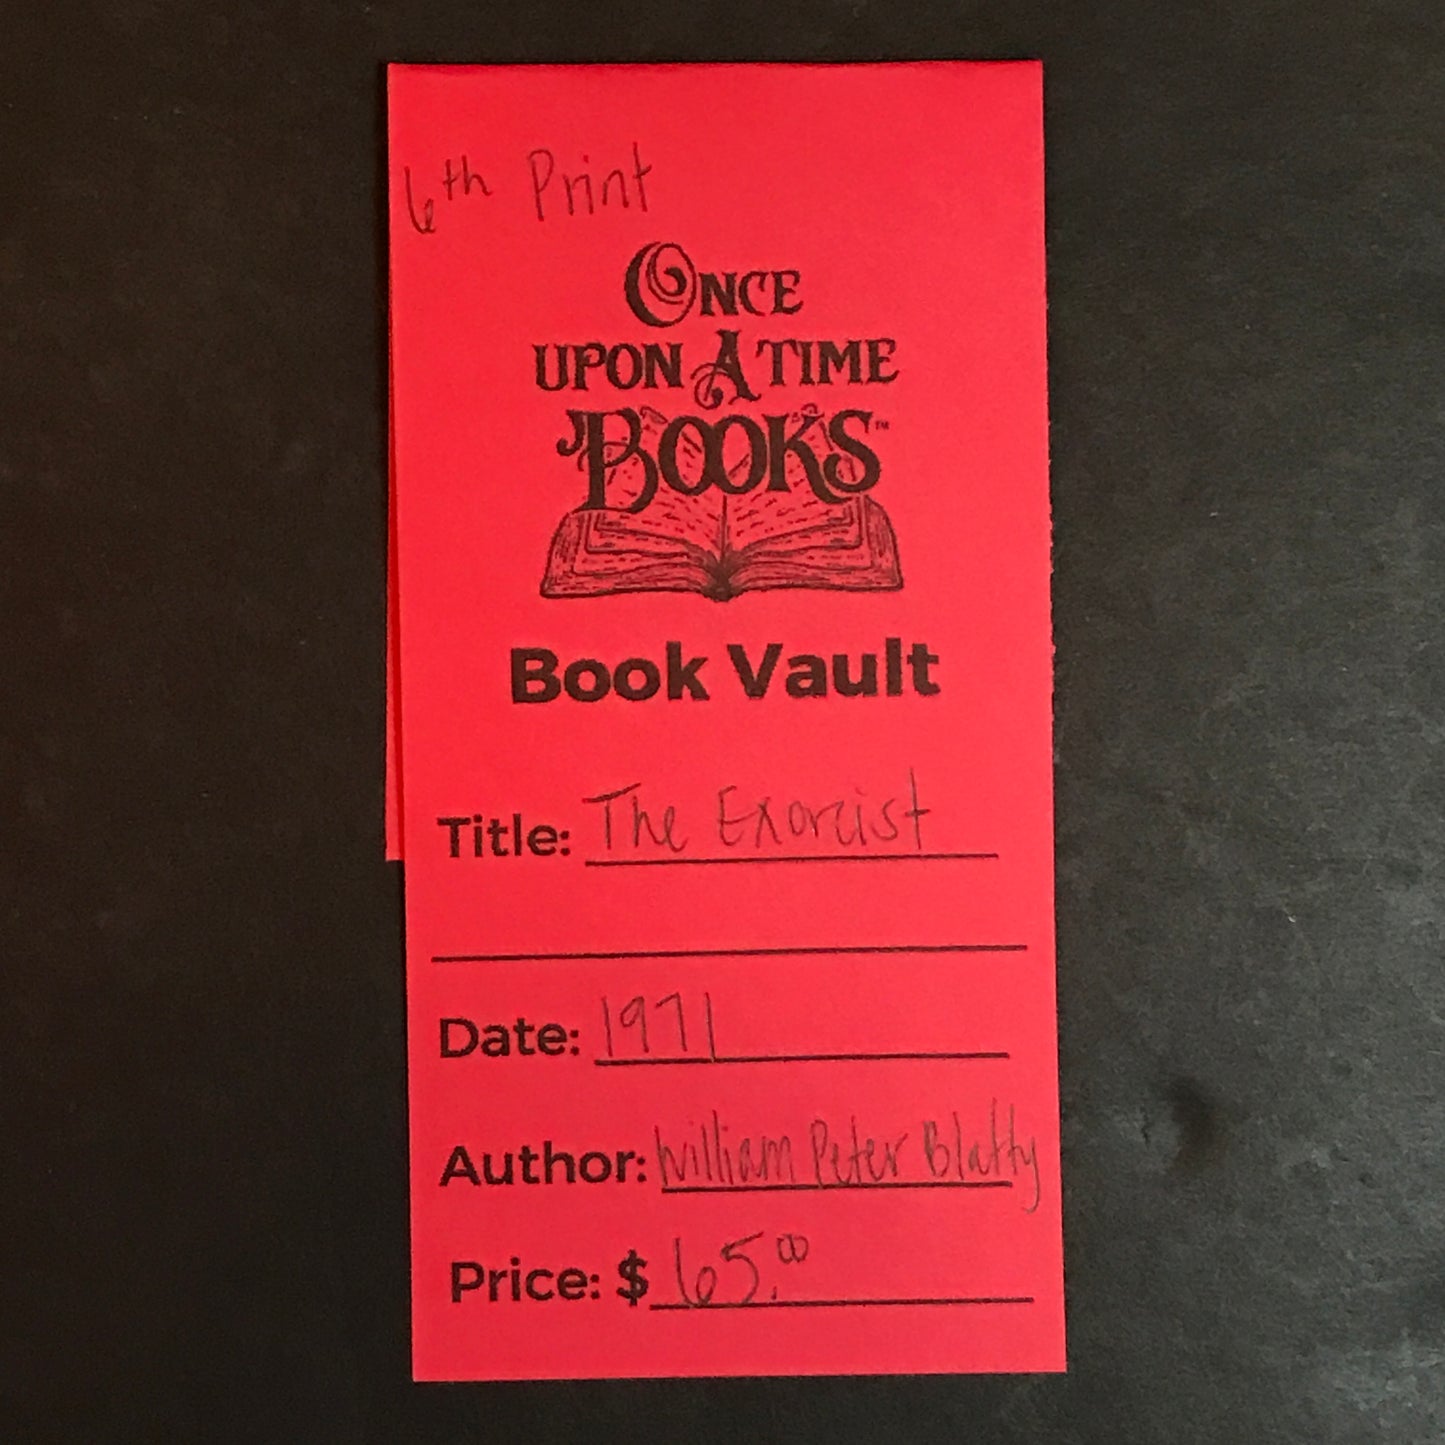 6th Print
ONCE
UPON A TIME
BOOKS™
Book Vault
Title: The Exorcist
Date: 1971
Author: William Peter Blatty
Price: $ 65.00